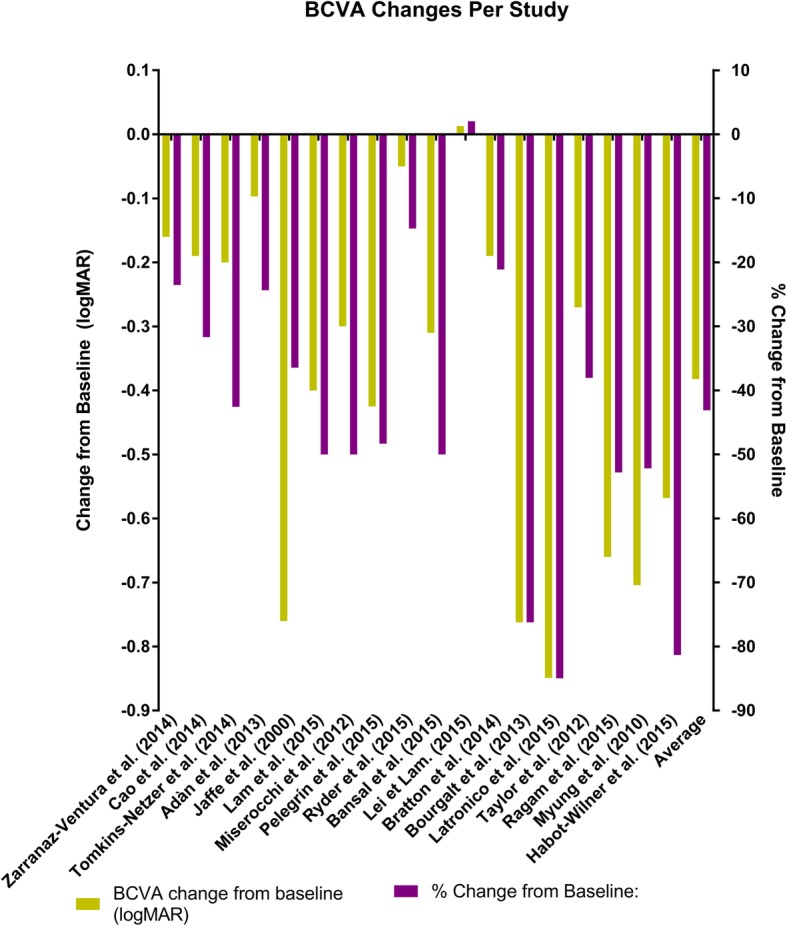 BCVA Changes Per Study
Change from Baseline (logMAR)
0.1
0.0
-0.1
-0.2
-0.3
-0.4
-0.5
-0.6
-0.7
-0.8
-0.9
10
0
-10
-20
-30
-40
-50
-60
-70
-80
-90
% Change from Baseline
Zarranaz-Ventura et al. (2014)
Cao et al. (2014)
Tomkins-Netzer et al. (2014)
Adàn et al. (2013)
Jaffe et al. (2000)
Lam et al. (2015)
Miserocchi et al. (2012)
Pelegrin et al. (2015)
Ryder et al. (2015)
Bansal et al. (2015)
Lei et Lam. (2015)
Bratton et al. (2014)
Bourgalt et al. (2013)
Latronico et al. (2015)
Taylor et al. (2012)
Ragam et al. (2015)
Myung et al. (2010)
Habot-Wilner et al. (2015)
Average
BCVA change from baseline
(logMAR)
% Change from Baseline: